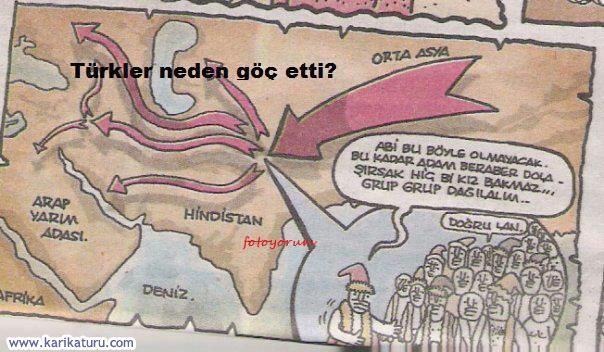 ORTA ASYA
Türkler neden göç etti?
ABİ BU BÖYLE OLMAYACAK.
BU KADAR ADAM BERABER DOLA-
ŞIRSAK HİÇ Bİ KIZ BAKMAZ...
GRUP GRUP DAĞILALIM..
DOĞRU LAN.
ARAP
YARIM
ADASI.
HİNDİSTAN
fotoyorum
DENİZ.
AFRİKA
www.karikaturu.com